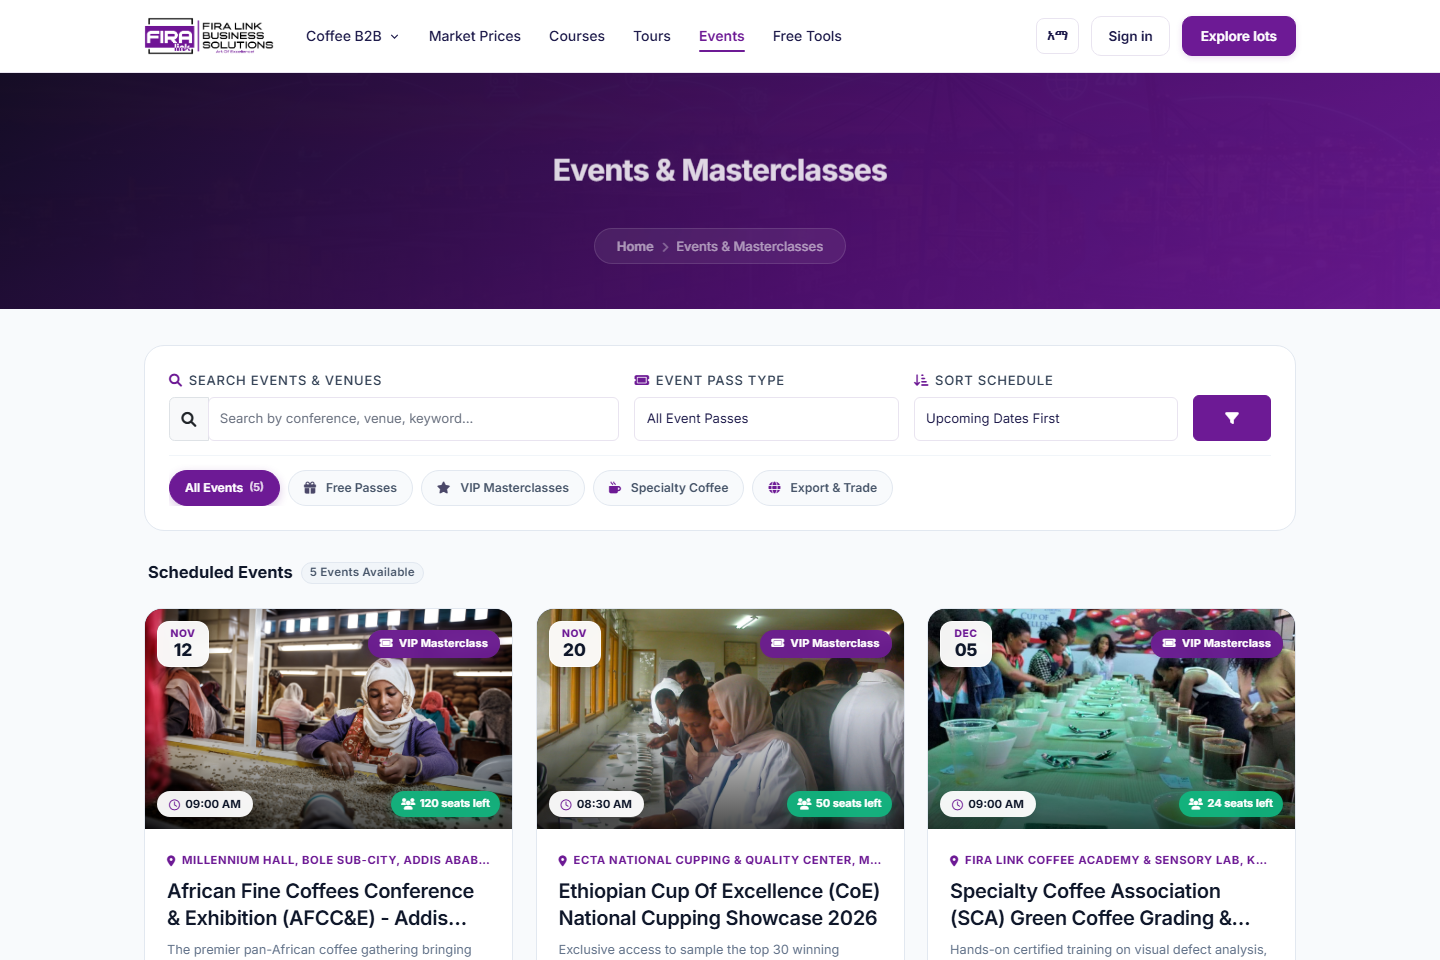 FIRA
Link
FIRA LINK
BUSINESS
SOLUTIONS
Coffee B2B
Market Prices
Courses
Tours
Events
Free Tools
አማ
Sign in
Explore lots
Events & Masterclasses
Home
Events & Masterclasses
SEARCH EVENTS & VENUES
EVENT PASS TYPE
SORT SCHEDULE
Search by conference, venue, keyword...
All Event Passes
Upcoming Dates First
All Events (5)
Free Passes
VIP Masterclasses
Specialty Coffee
Export & Trade
Scheduled Events
5 Events Available
NOV
12
VIP Masterclass
09:00 AM
120 seats left
MILLENNIUM HALL, BOLE SUB-CITY, ADDIS ABAB...
African Fine Coffees Conference
& Exhibition (AFCC&E) - Addis...
The premier pan-African coffee gathering bringing
NOV
20
VIP Masterclass
08:30 AM
50 seats left
ECTA NATIONAL CUPPING & QUALITY CENTER, M...
Ethiopian Cup Of Excellence (CoE)
National Cupping Showcase 2026
Exclusive access to sample the top 30 winning
DEC
05
CUP OF
VIP Masterclass
09:00 AM
24 seats left
FIRA LINK COFFEE ACADEMY & SENSORY LAB, K...
Specialty Coffee Association
(SCA) Green Coffee Grading &...
Hands-on certified training on visual defect analysis,